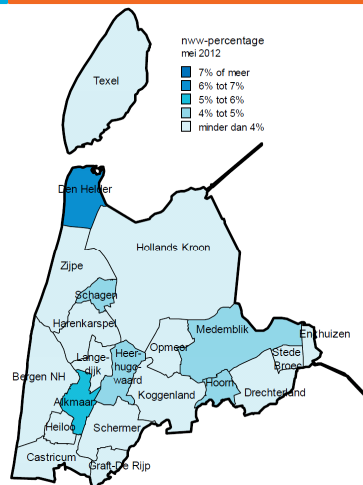 nww-percentage
mei 2012
7% of meer
6% tot 7%
5% tot 6%
4% tot 5%
minder dan 4%
Texel
Den Helder
Hollands Kroon
Zijpe
Schagen
Harenkarspel
Medemblik
Enkhuizen
Opmeer
Lange-
dijk
Heer-
hugo-
waard
Stede
Broec
Bergen NH
Hoorn
Drechterland
Koggenland
Alkmaar
Heiloo
Schermer
Castricum
Graft-De Rijp